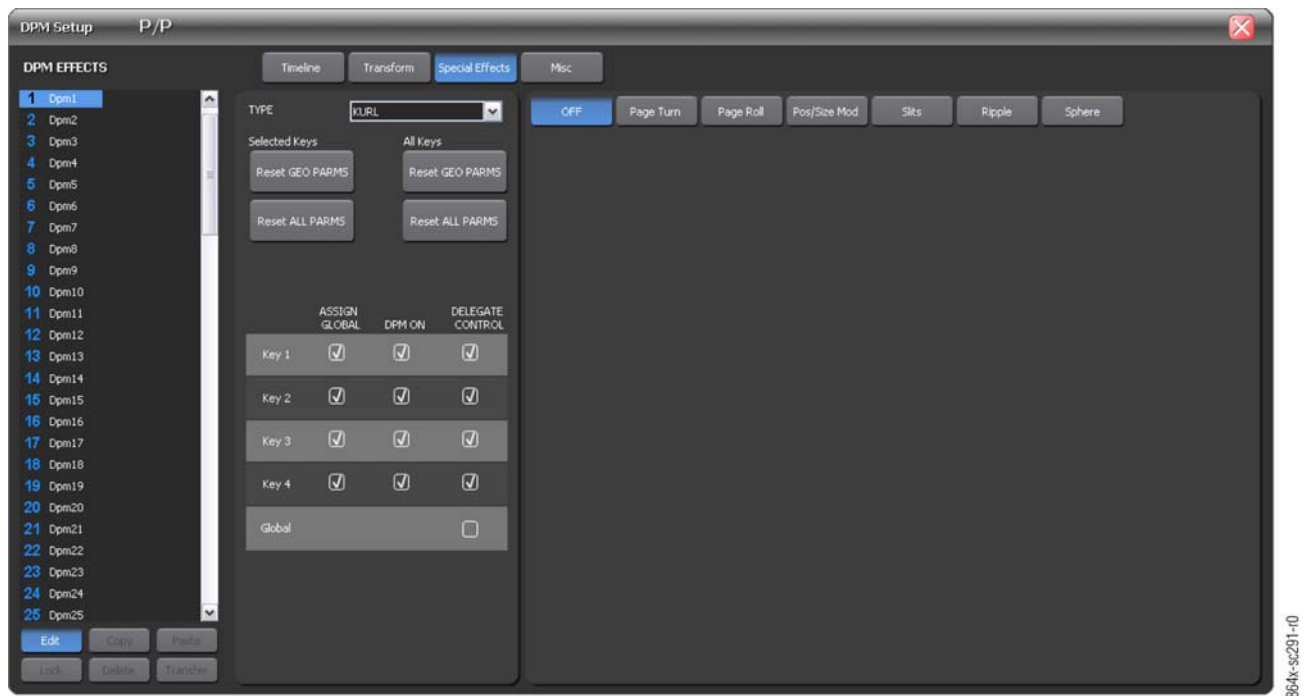 DPM Setup P/P
DPM EFFECTS
Timeline Transform Special Effects Misc
1 Dpm1
2 Dpm2
3 Dpm3
4 Dpm4
5 Dpm5
6 Dpm6
7 Dpm7
8 Dpm8
9 Dpm9
10 Dpm10
11 Dpm11
12 Dpm12
13 Dpm13
14 Dpm14
15 Dpm15
16 Dpm16
17 Dpm17
18 Dpm18
19 Dpm19
20 Dpm20
21 Dpm21
22 Dpm22
23 Dpm23
24 Dpm24
25 Dpm25
Edit Copy Paste
Lock Delete Transfer
TYPE KURL
Selected Keys All Keys
Reset GEO PARMS Reset GEO PARMS
Reset ALL PARMS Reset ALL PARMS
ASSIGN GLOBAL DPM ON DELEGATE CONTROL
Key 1
Key 2
Key 3
Key 4
Global
OFF Page Turn Page Roll Pos/Size Mod Slits Ripple Sphere
864x-sc291-r0